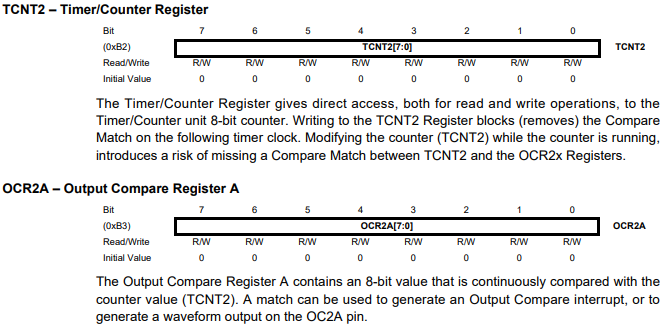 TCNT2 – Timer/Counter Register
Bit 7 6 5 4 3 2 1 0
(0xB2) TCNT2[7:0] TCNT2
Read/Write R/W R/W R/W R/W R/W R/W R/W R/W
Initial Value 0 0 0 0 0 0 0 0
The Timer/Counter Register gives direct access, both for read and write operations, to the
Timer/Counter unit 8-bit counter. Writing to the TCNT2 Register blocks (removes) the Compare
Match on the following timer clock. Modifying the counter (TCNT2) while the counter is running,
introduces a risk of missing a Compare Match between TCNT2 and the OCR2x Registers.
OCR2A – Output Compare Register A
Bit 7 6 5 4 3 2 1 0
(0xB3) OCR2A[7:0] OCR2A
Read/Write R/W R/W R/W R/W R/W R/W R/W R/W
Initial Value 0 0 0 0 0 0 0 0
The Output Compare Register A contains an 8-bit value that is continuously compared with the
counter value (TCNT2). A match can be used to generate an Output Compare interrupt, or to
generate a waveform output on the OC2A pin.